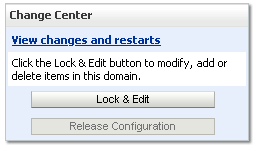 Change Center
View changes and restarts
Click the Lock & Edit button to modify, add or
delete items in this domain.
Lock & Edit
Release Configuration